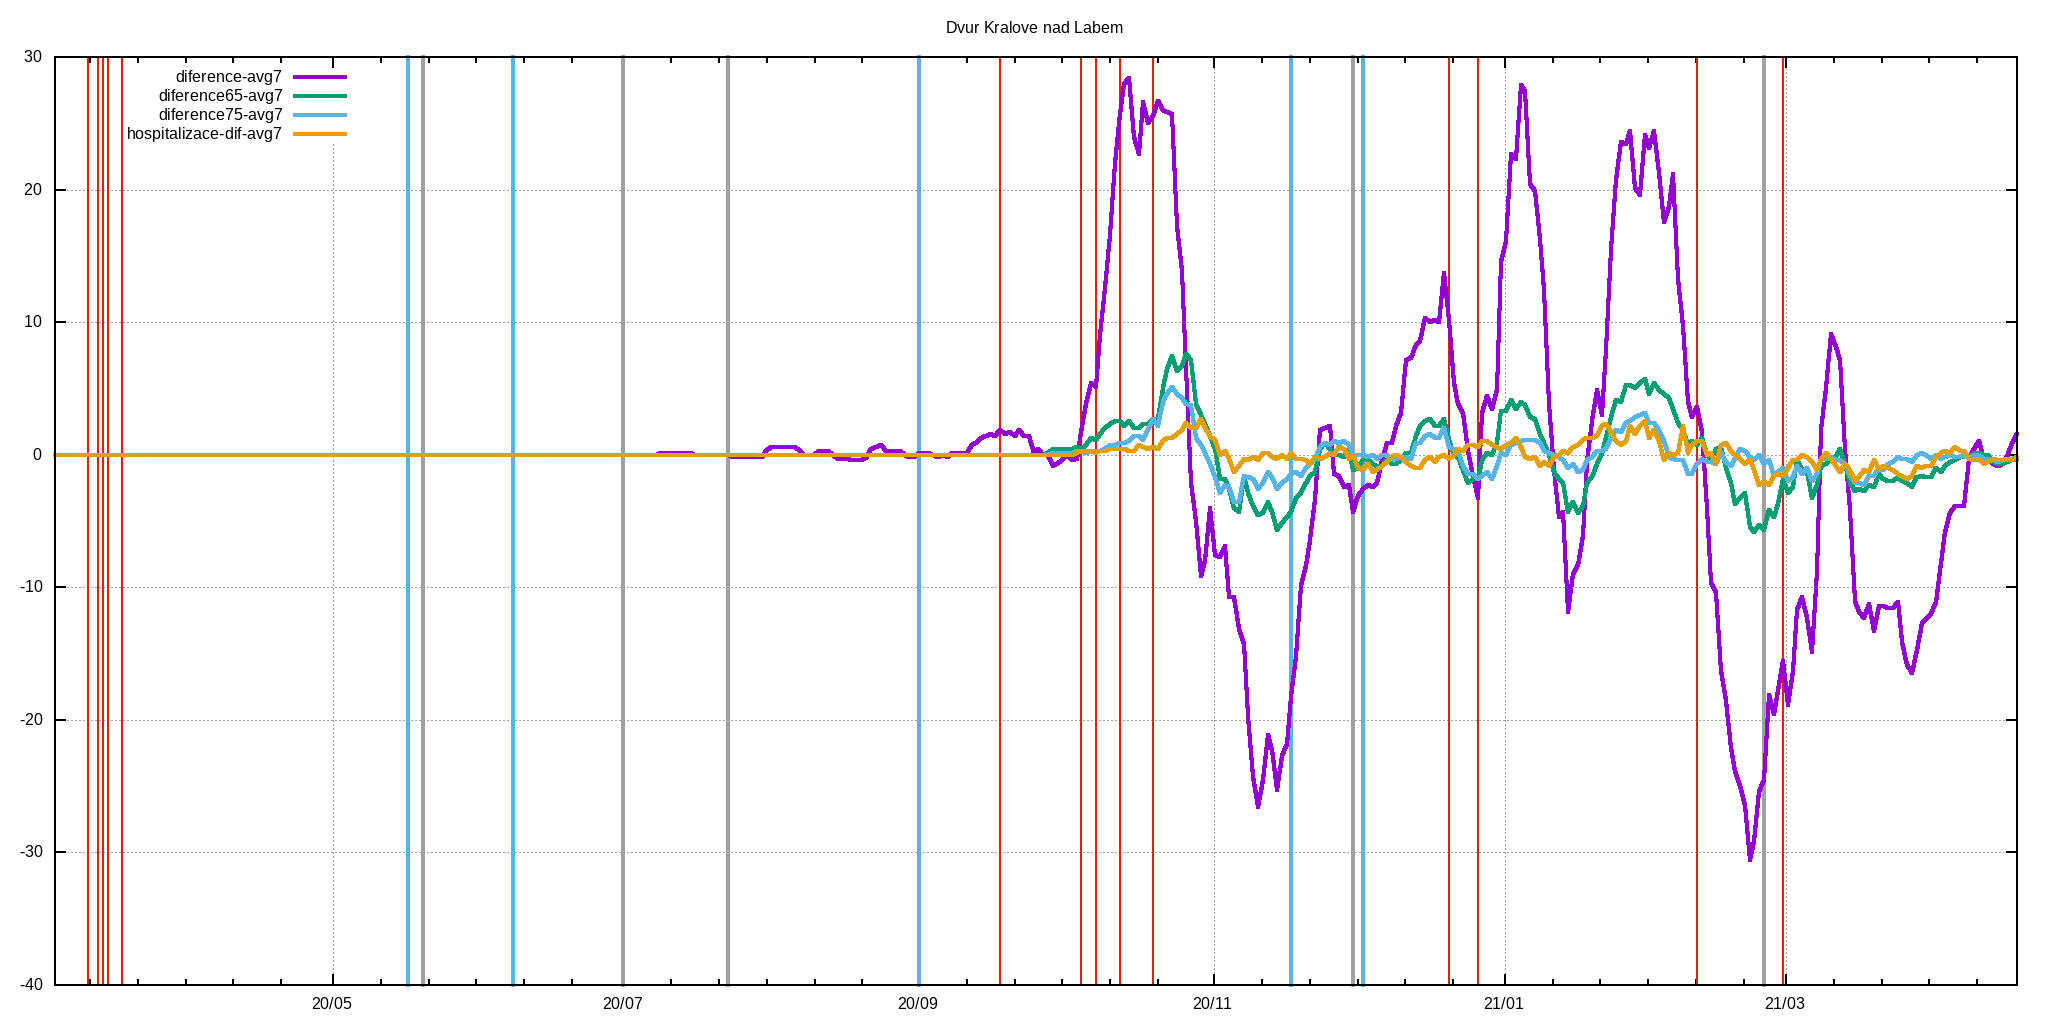 Dvur Kralove nad Labem
30
diference-avg7
diference65-avg7
diference75-avg7
hospitalizace-dif-avg7
20
10
0
-10
-20
-30
-40
20/05
20/07
20/09
20/11
21/01
21/03